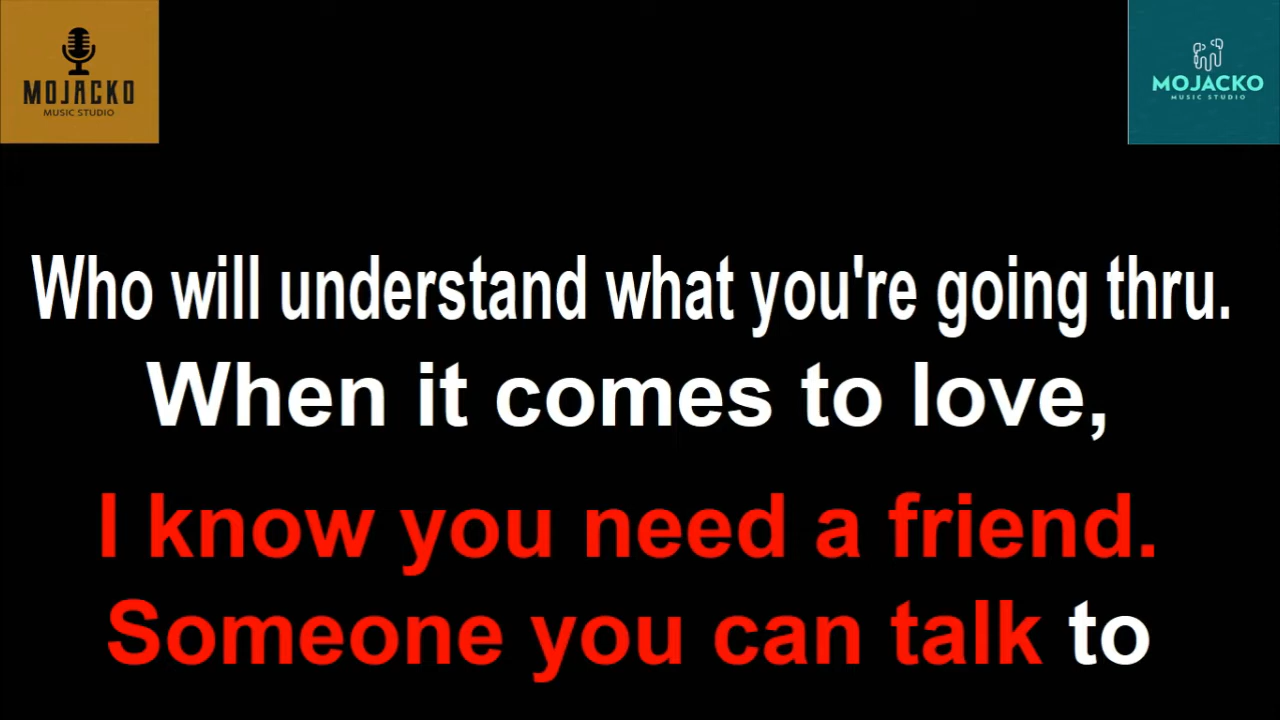 MOJACKO
MUSIC STUDIO
MOJACKO
MUSIC STUDIO
Who will understand what you're going thru.
When it comes to love,
I know you need a friend.
Someone you can talk to